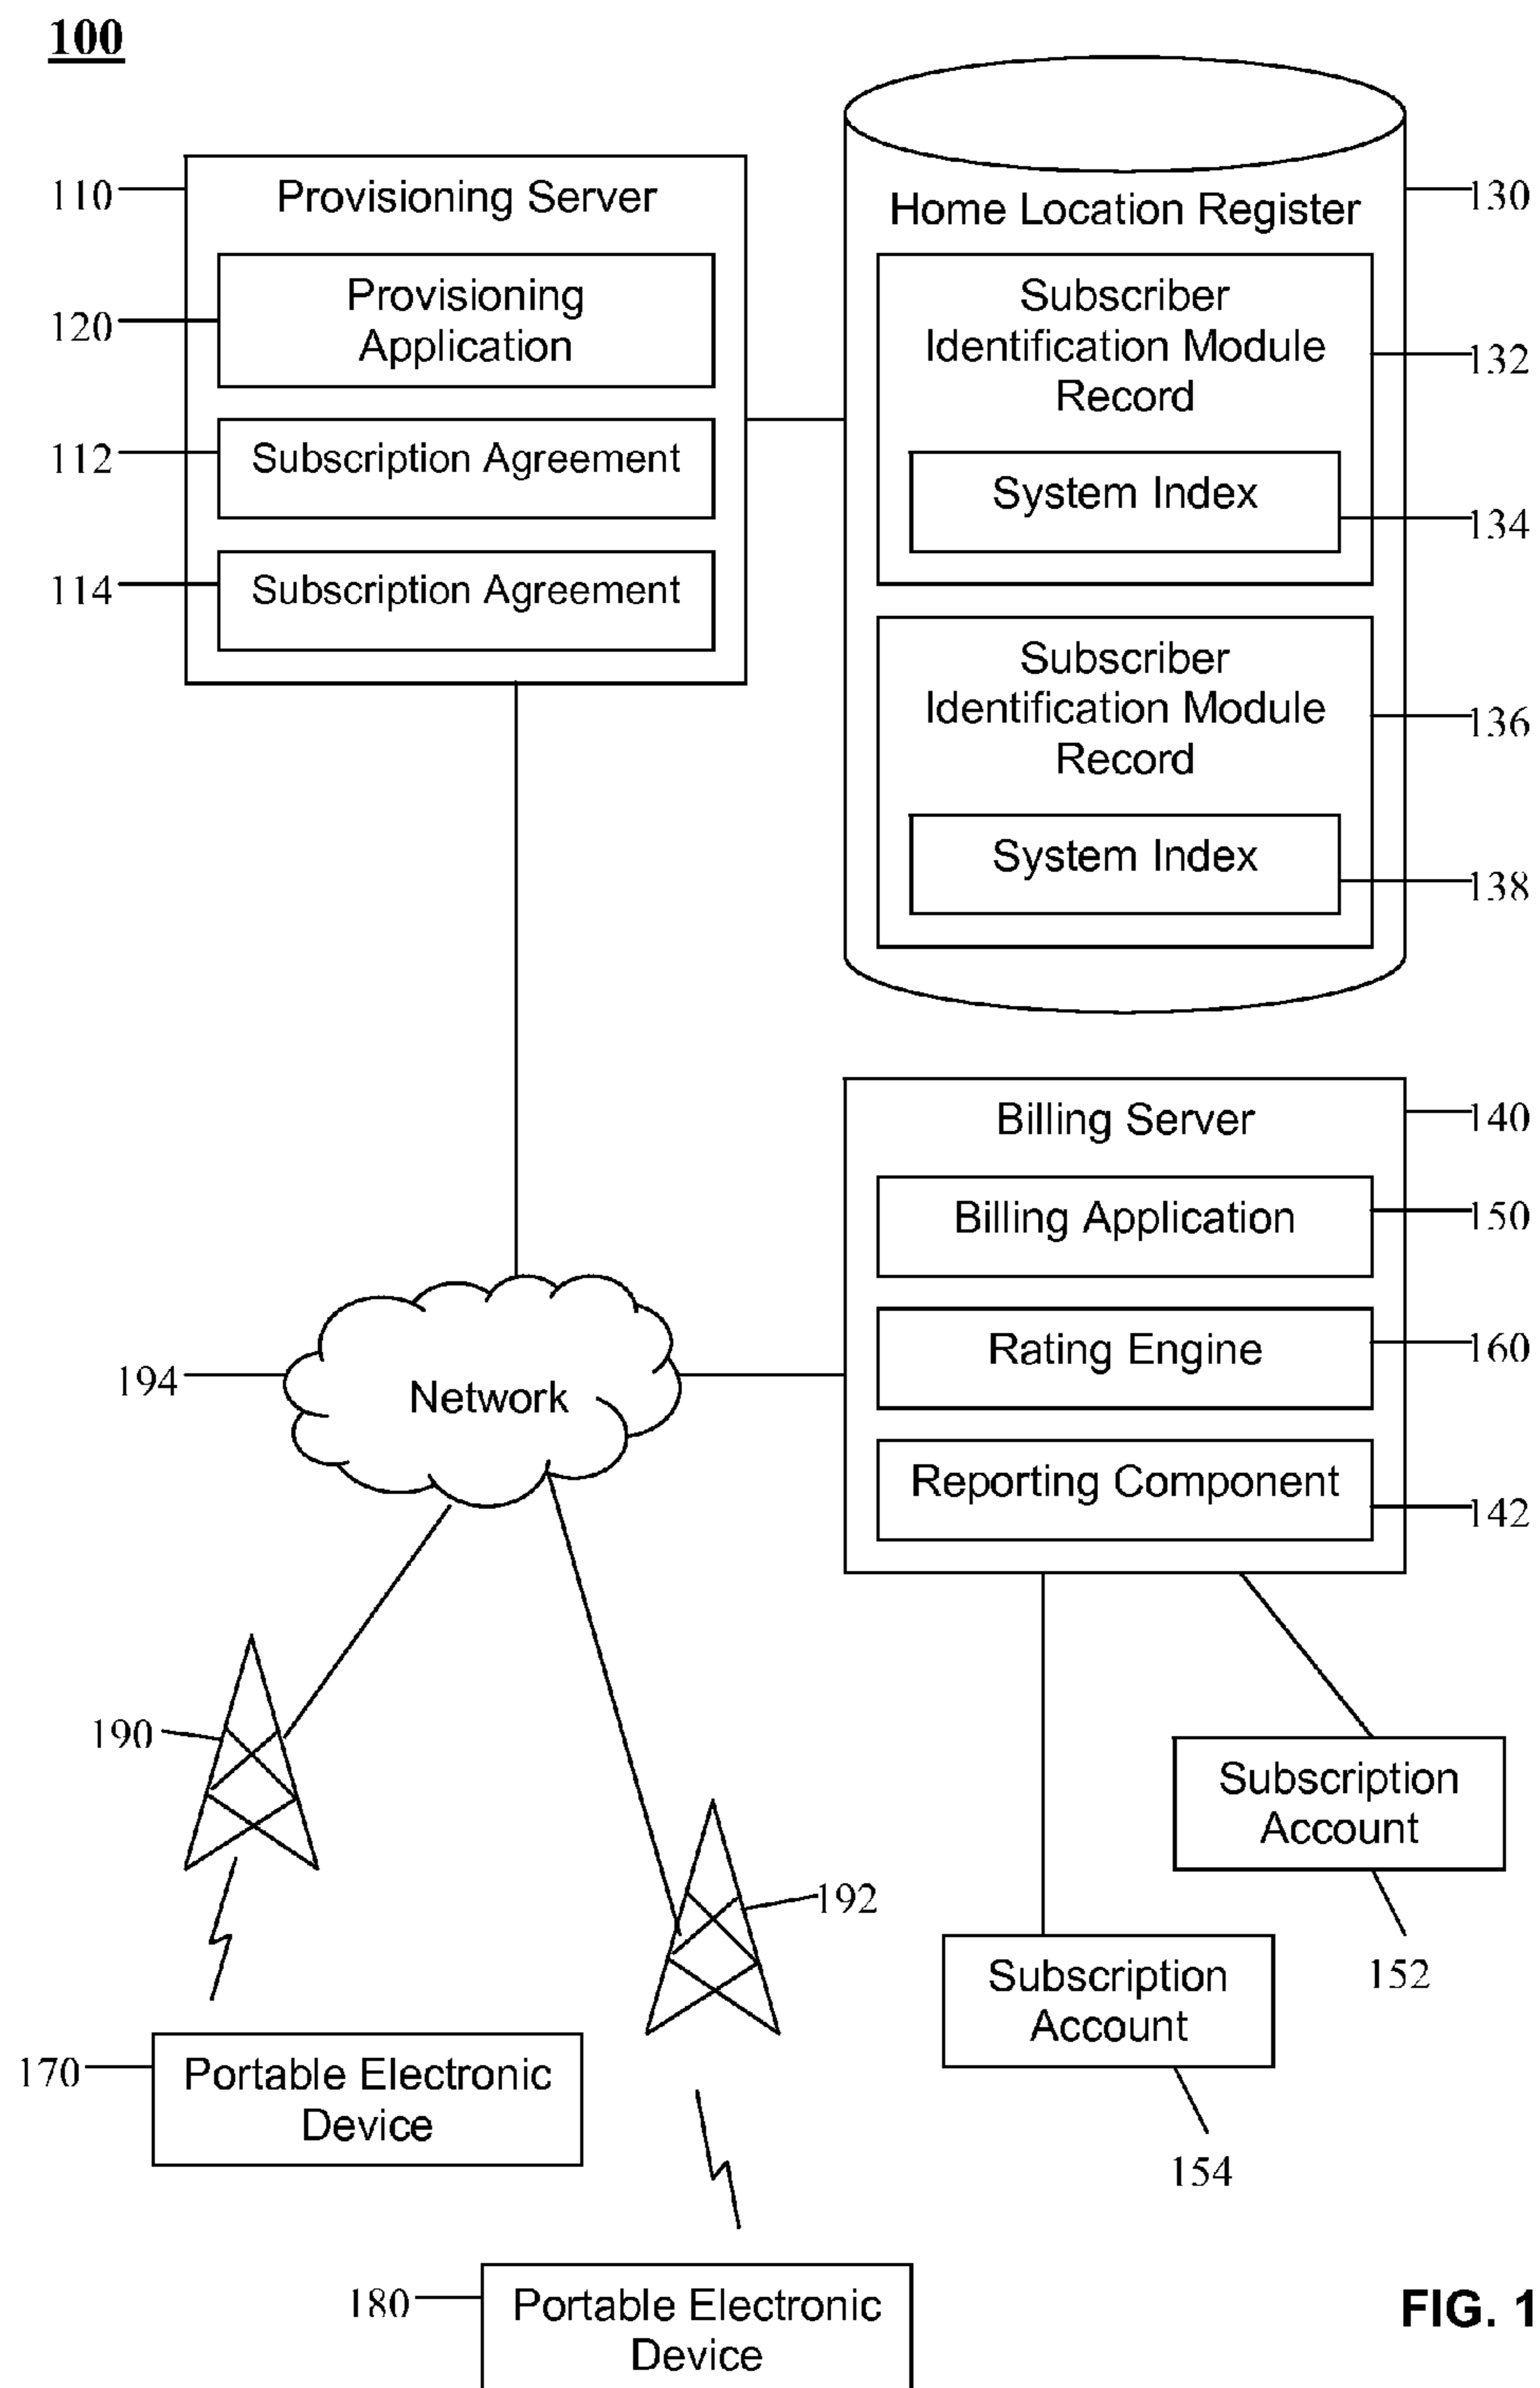 100
110
Provisioning Server
120
Provisioning
Application
112
Subscription Agreement
114
Subscription Agreement
Home Location Register
130
Subscriber
Identification Module
Record
132
System Index
134
Subscriber
Identification Module
Record
136
System Index
138
Billing Server
140
Billing Application
150
Rating Engine
160
Reporting Component
142
194
Network
190
192
Subscription
Account
152
Subscription
Account
154
170
Portable Electronic
Device
180
Portable Electronic
Device
FIG. 1